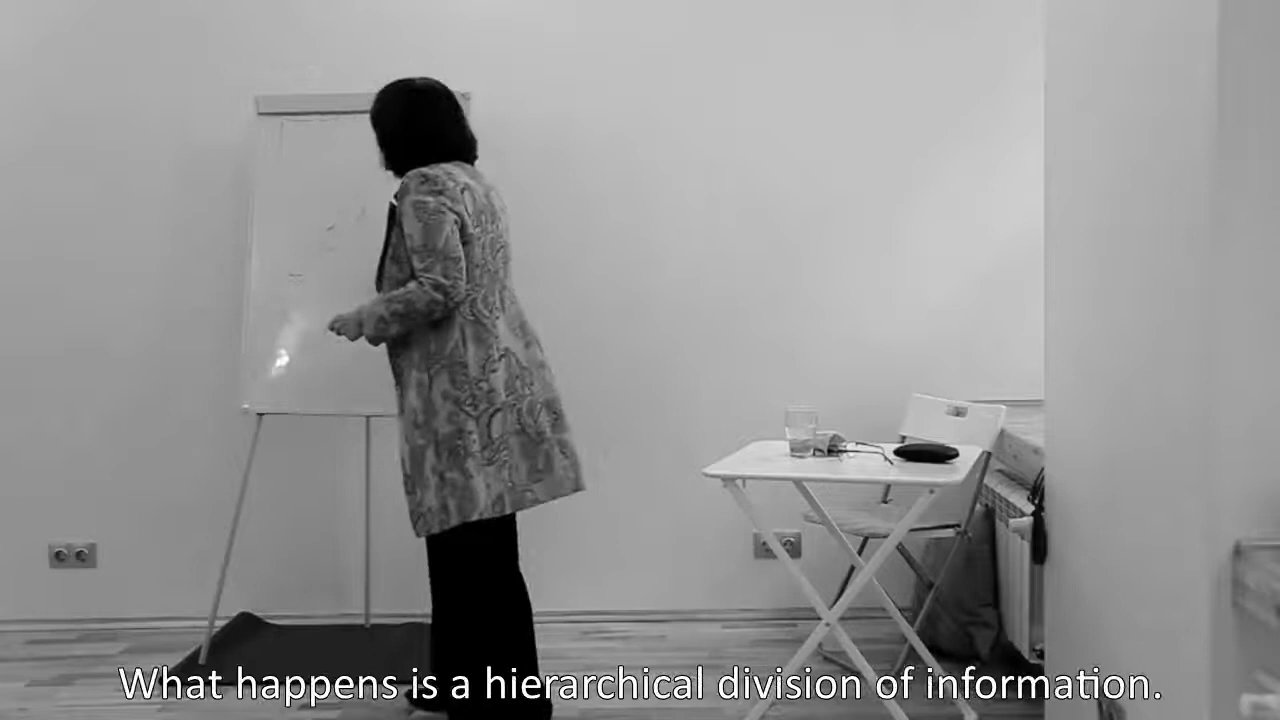 What happens is a hierarchical division of information.